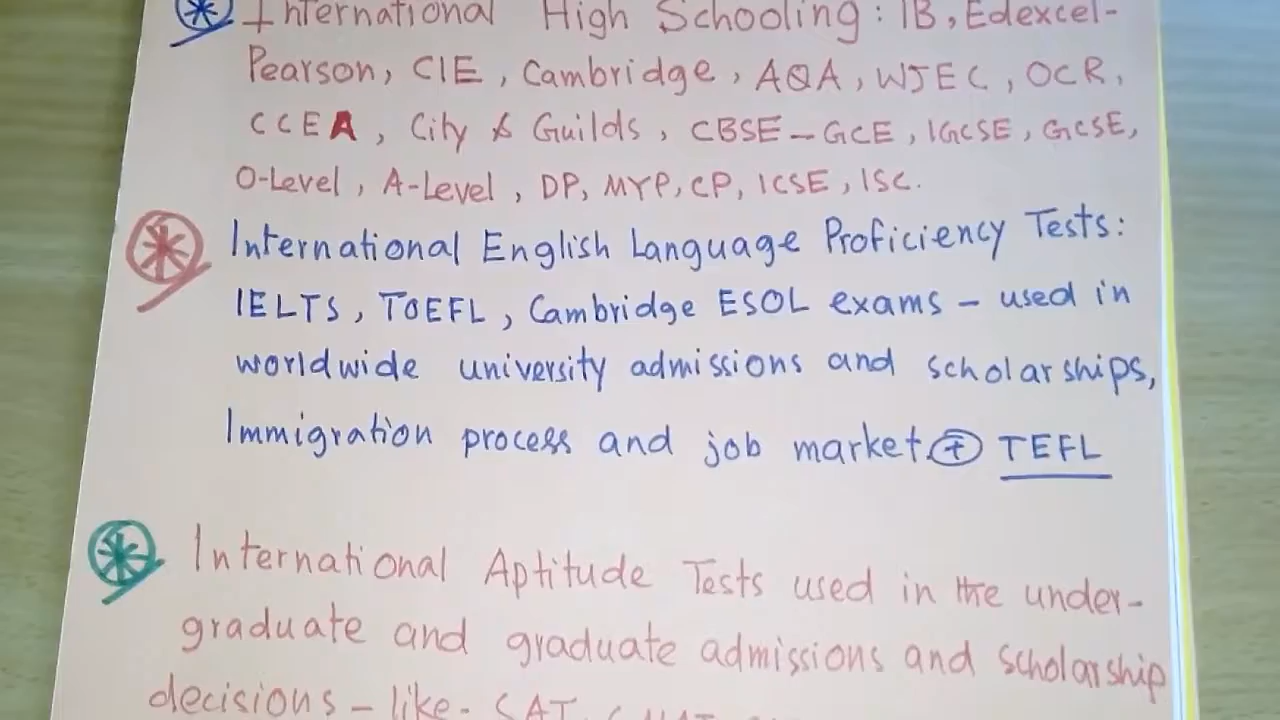 International High Schooling: IB, Edexcel-
Pearson, CIE, Cambridge, AQA, WJEC, OCR,
CCEA, City & Guilds, CBSE-GCE, IGCSE, GCSE,
O-Level, A-Level, DP, MYP, CP, ICSE, ISC.
International English Language Proficiency Tests:
IELTS, TOEFL, Cambridge ESOL exams - used in
worldwide university admissions and scholarships,
Immigration process and job market. + TEFL
International Aptitude Tests used in the under-
graduate and graduate admissions and scholarship
decisions - like - SAT,